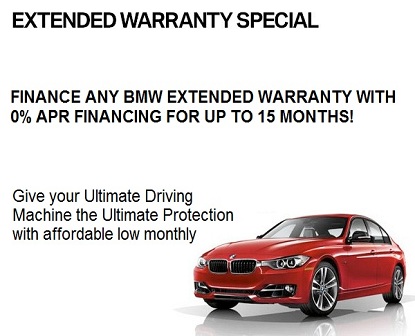 EXTENDED WARRANTY SPECIAL
FINANCE ANY BMW EXTENDED WARRANTY WITH
0% APR FINANCING FOR UP TO 15 MONTHS!
Give your Ultimate Driving
Machine the Ultimate Protection
with affordable low monthly